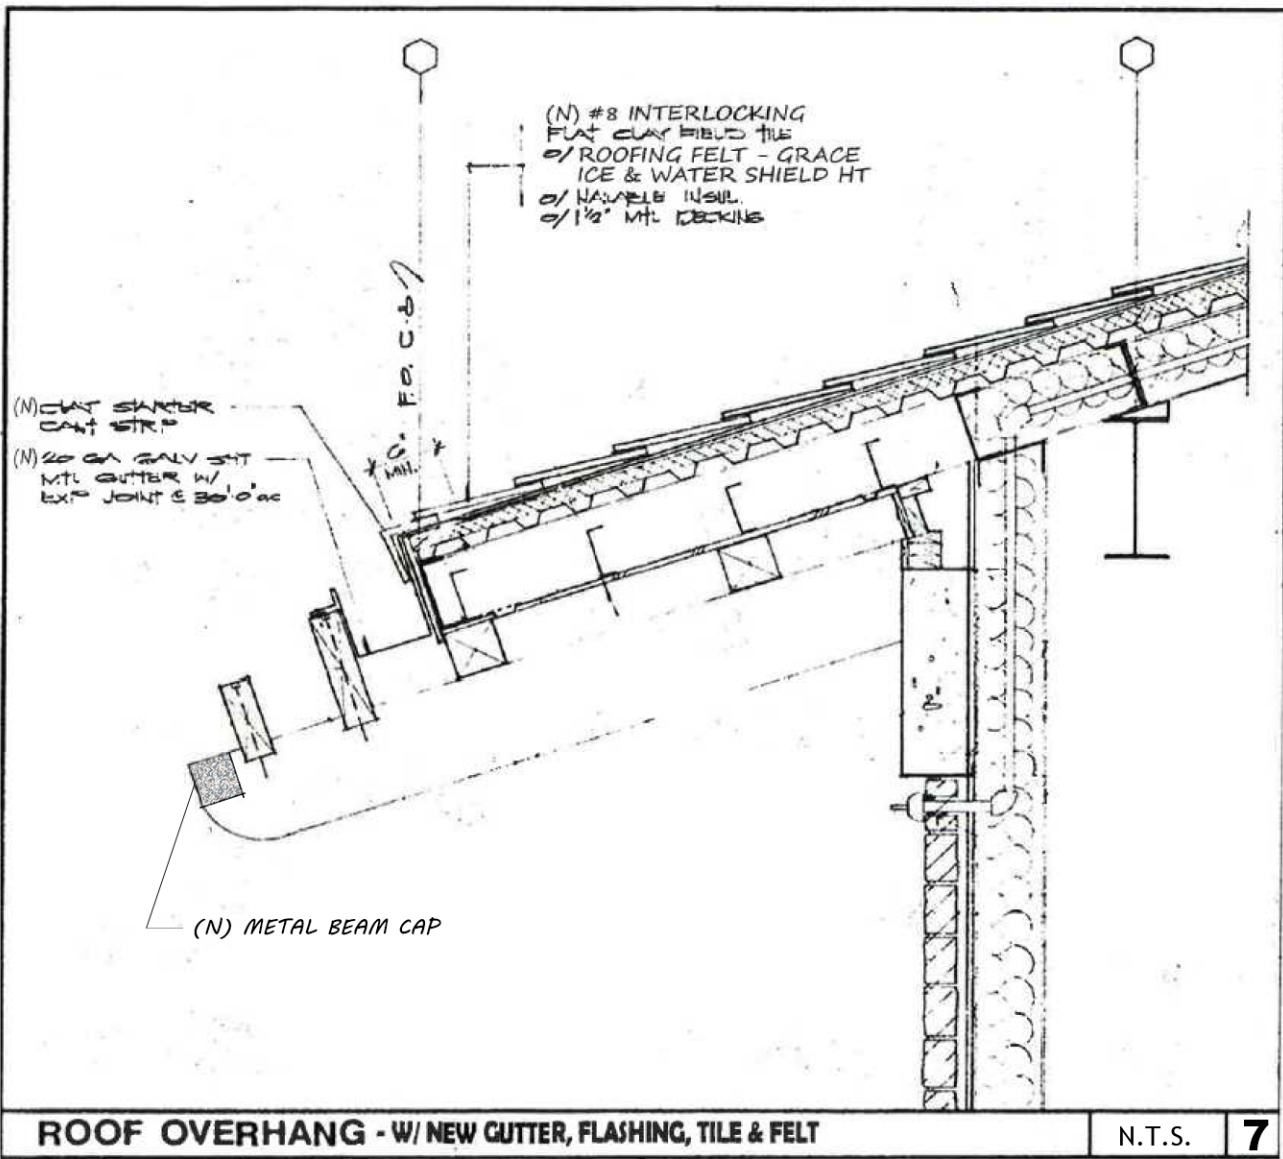 (N) #8 INTERLOCKING
FLAT CLAY FIELD TILE
o/ ROOFING FELT - GRACE
ICE & WATER SHIELD HT
o/ NAILABLE INSUL.
o/ 1½" MTL DECKING
F.O. C.B.
6"
MIN.
(N) CLAY STARTER
CANT STRIP
(N) 20 GA GALV SHT
MTL GUTTER W/
EXP JOINT @ 30'0" oc
(N) METAL BEAM CAP
ROOF OVERHANG - W/ NEW GUTTER, FLASHING, TILE & FELT
N.T.S.
7